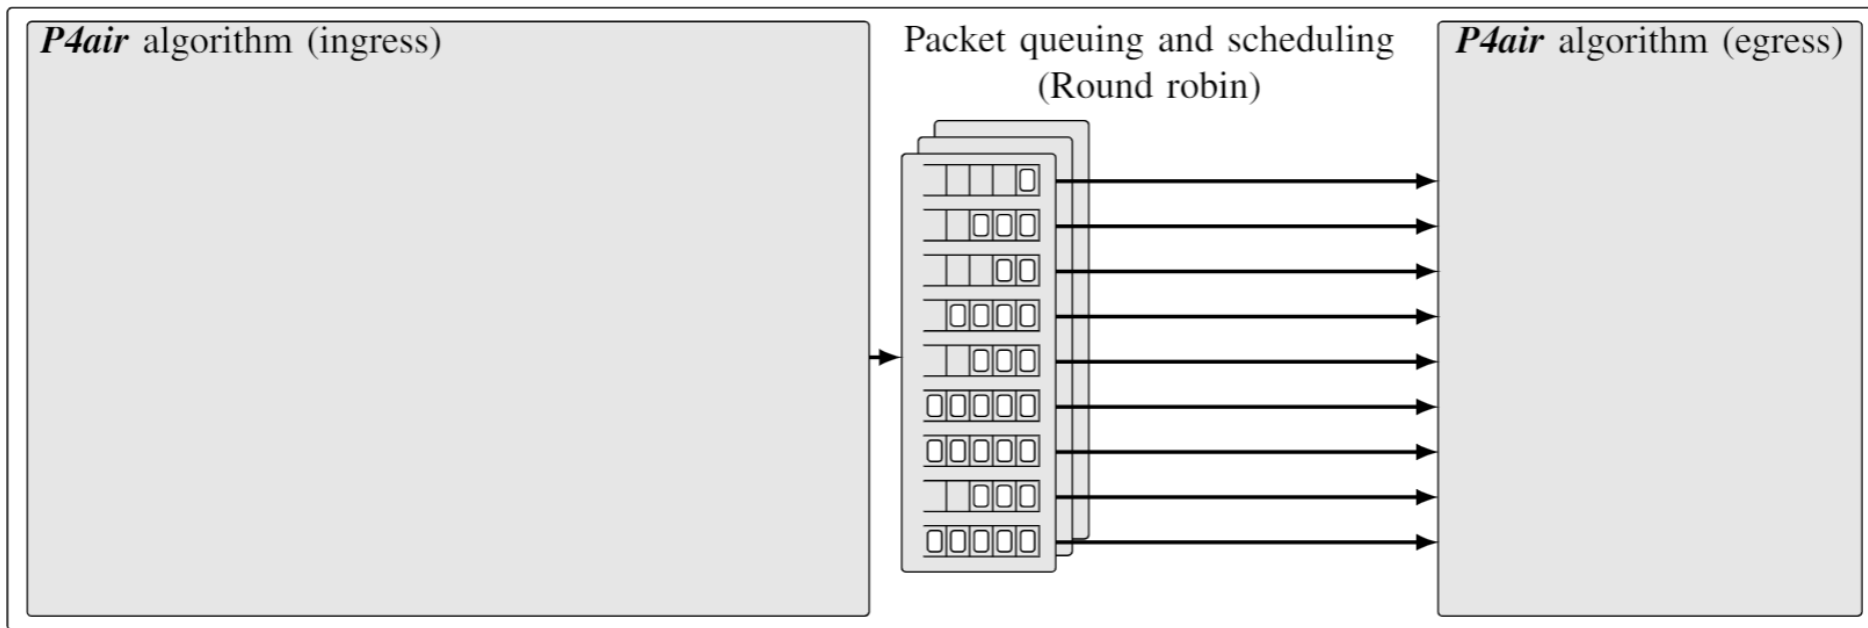 P4air algorithm (ingress)
Packet queuing and scheduling
(Round robin)
P4air algorithm (egress)